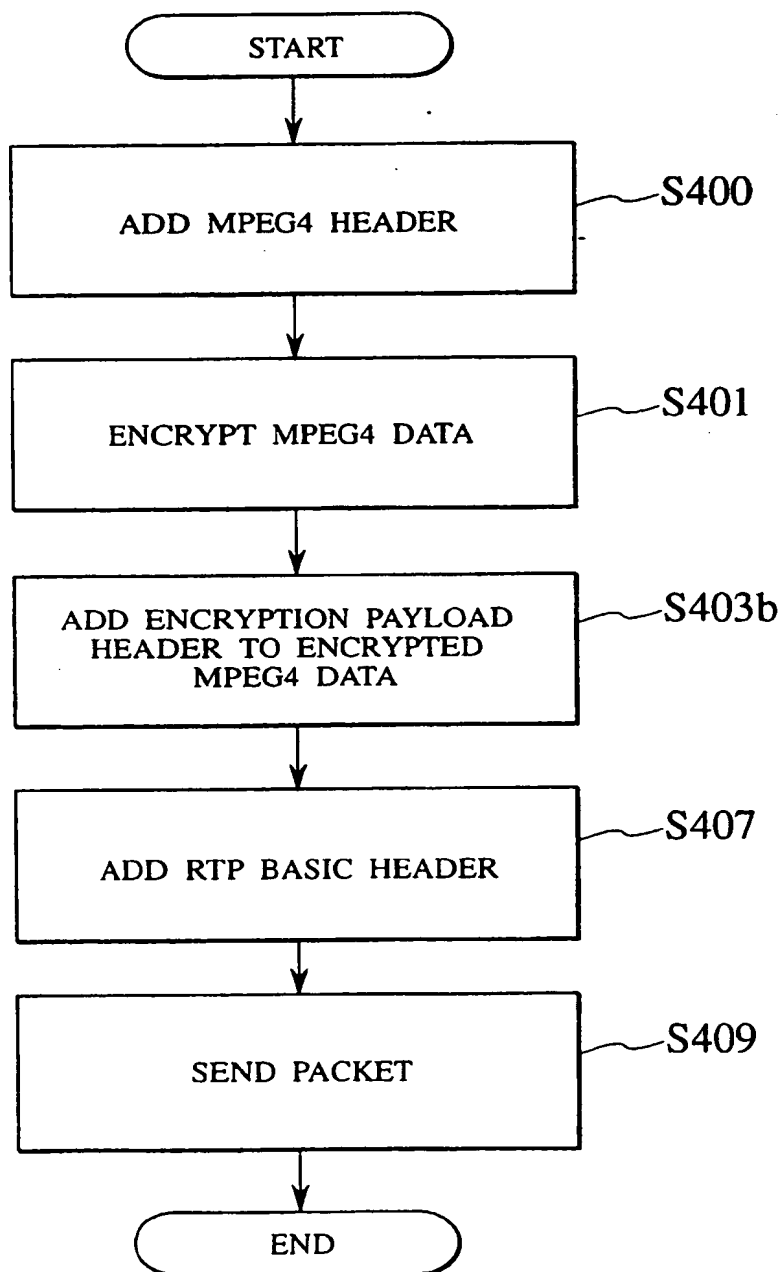 START
ADD MPEG4 HEADER
S400
ENCRYPT MPEG4 DATA
S401
ADD ENCRYPTION PAYLOAD
HEADER TO ENCRYPTED
MPEG4 DATA
S403b
ADD RTP BASIC HEADER
S407
SEND PACKET
S409
END